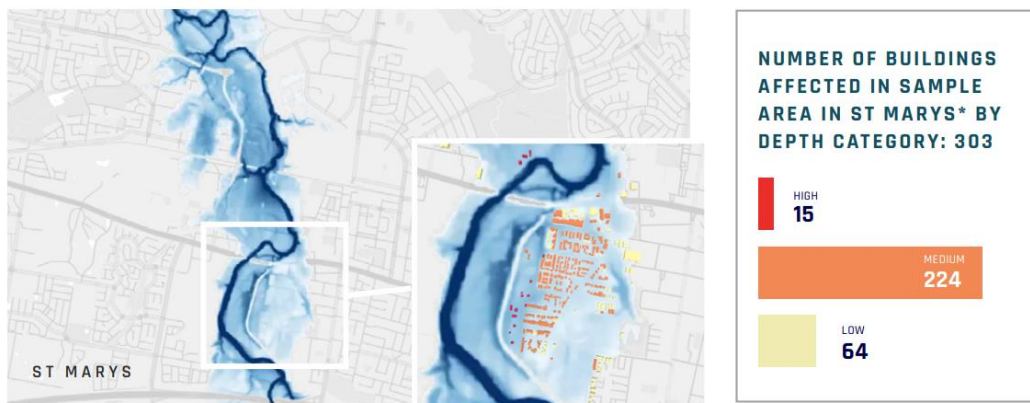 ST MARYS
NUMBER OF BUILDINGS
AFFECTED IN SAMPLE
AREA IN ST MARYS* BY
DEPTH CATEGORY: 303
HIGH
15
MEDIUM
224
LOW
64